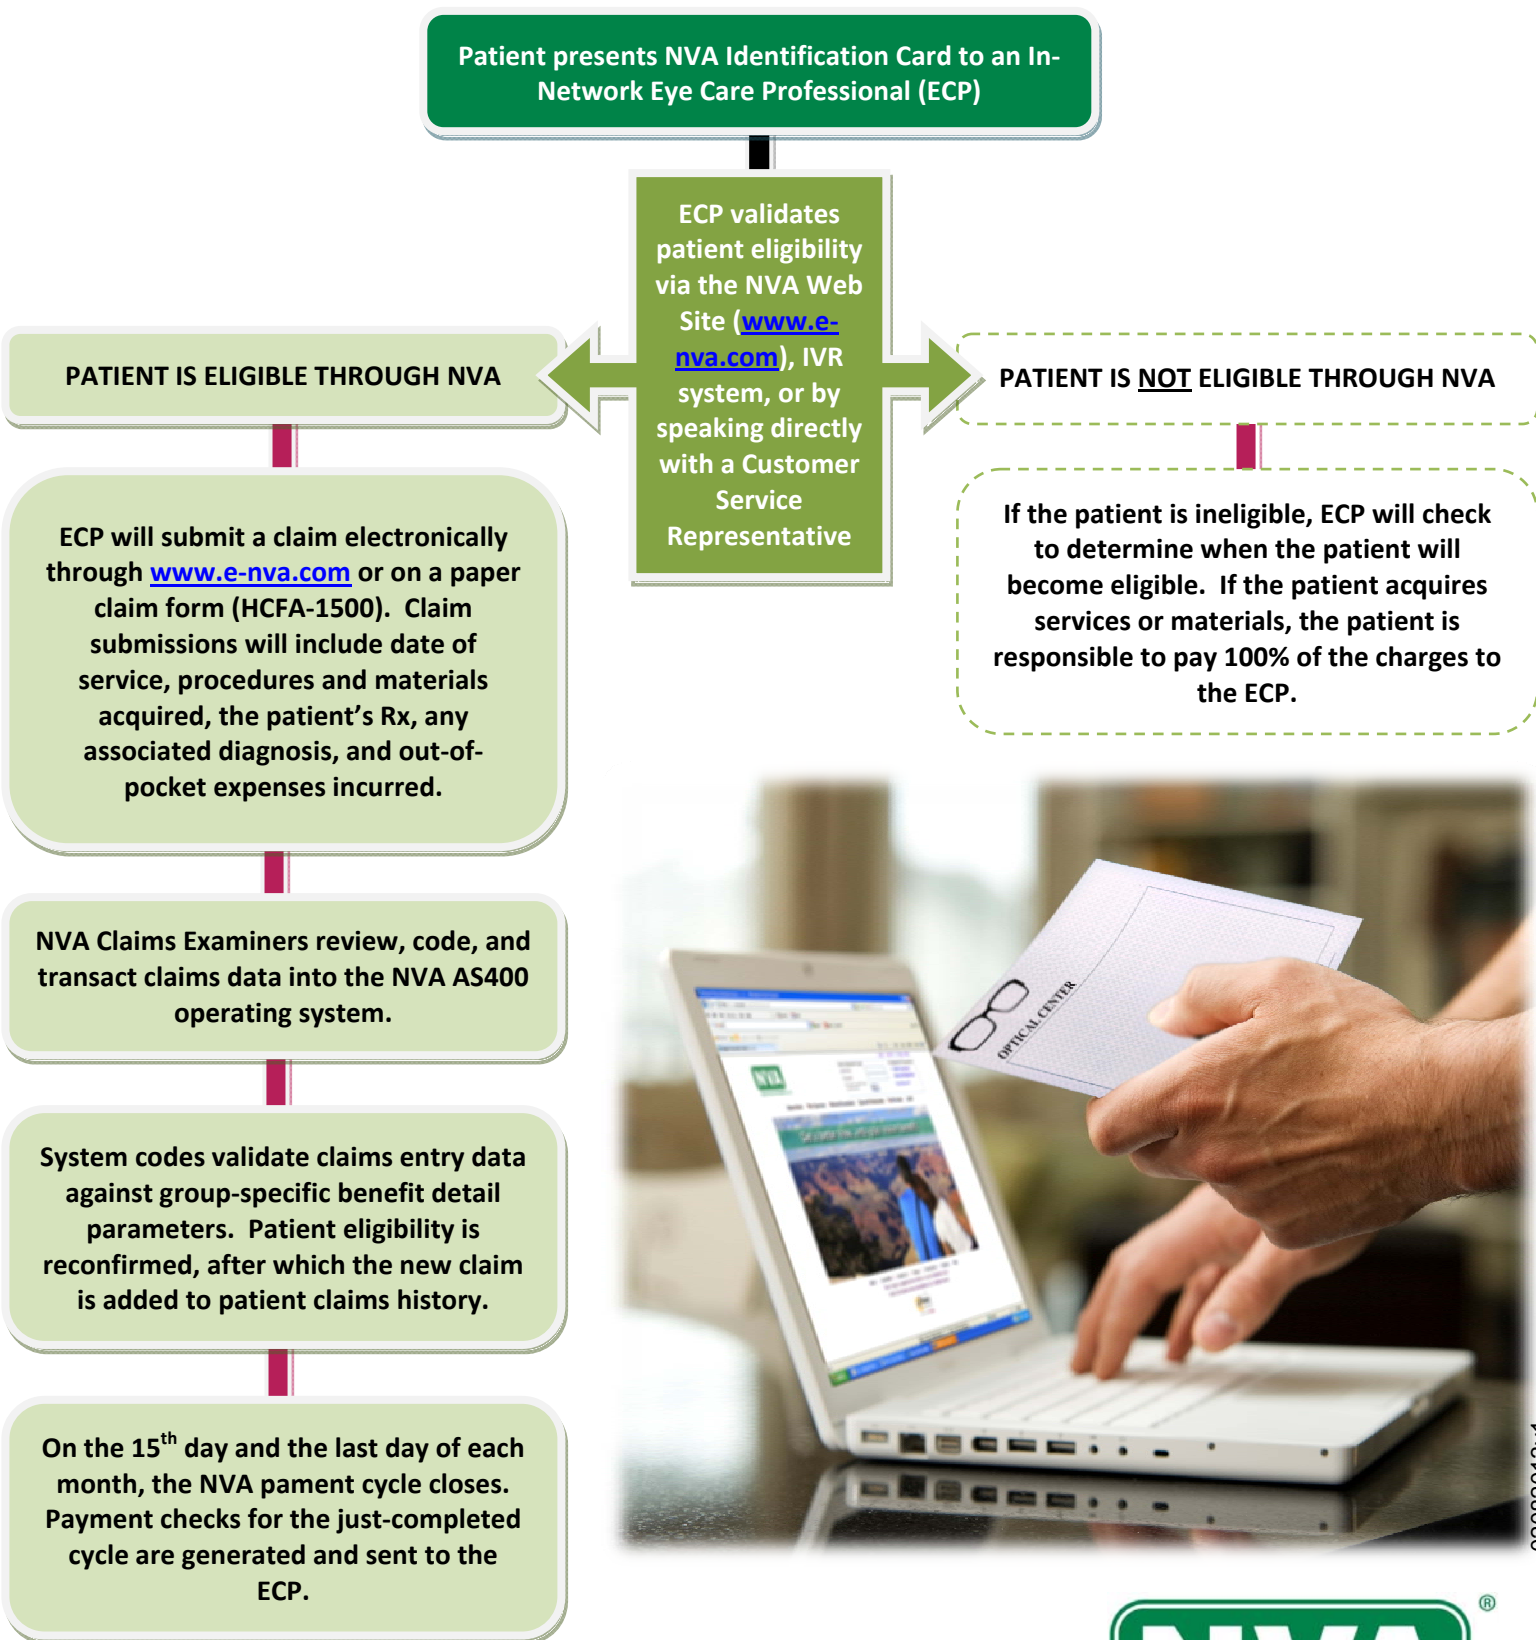 Patient presents NVA Identification Card to an In-
Network Eye Care Professional (ECP)
ECP validates
patient eligibility
via the NVA Web
Site (www.e-
nva.com), IVR
system, or by
speaking directly
with a Customer
Service
Representative
PATIENT IS ELIGIBLE THROUGH NVA
PATIENT IS NOT ELIGIBLE THROUGH NVA
ECP will submit a claim electronically
through www.e-nva.com or on a paper
claim form (HCFA-1500).  Claim
submissions will include date of
service, procedures and materials
acquired, the patient’s Rx, any
associated diagnosis, and out-of-
pocket expenses incurred.
If the patient is ineligible, ECP will check
to determine when the patient will
become eligible.  If the patient acquires
services or materials, the patient is
responsible to pay 100% of the charges to
the ECP.
NVA Claims Examiners review, code, and
transact claims data into the NVA AS400
operating system.
System codes validate claims entry data
against group-specific benefit detail
parameters.  Patient eligibility is
reconfirmed, after which the new claim
is added to patient claims history.
On the 15th day and the last day of each
month, the NVA pament cycle closes.
Payment checks for the just-completed
cycle are generated and sent to the
ECP.
OPTICAL CENTER
NVA
NVA ®